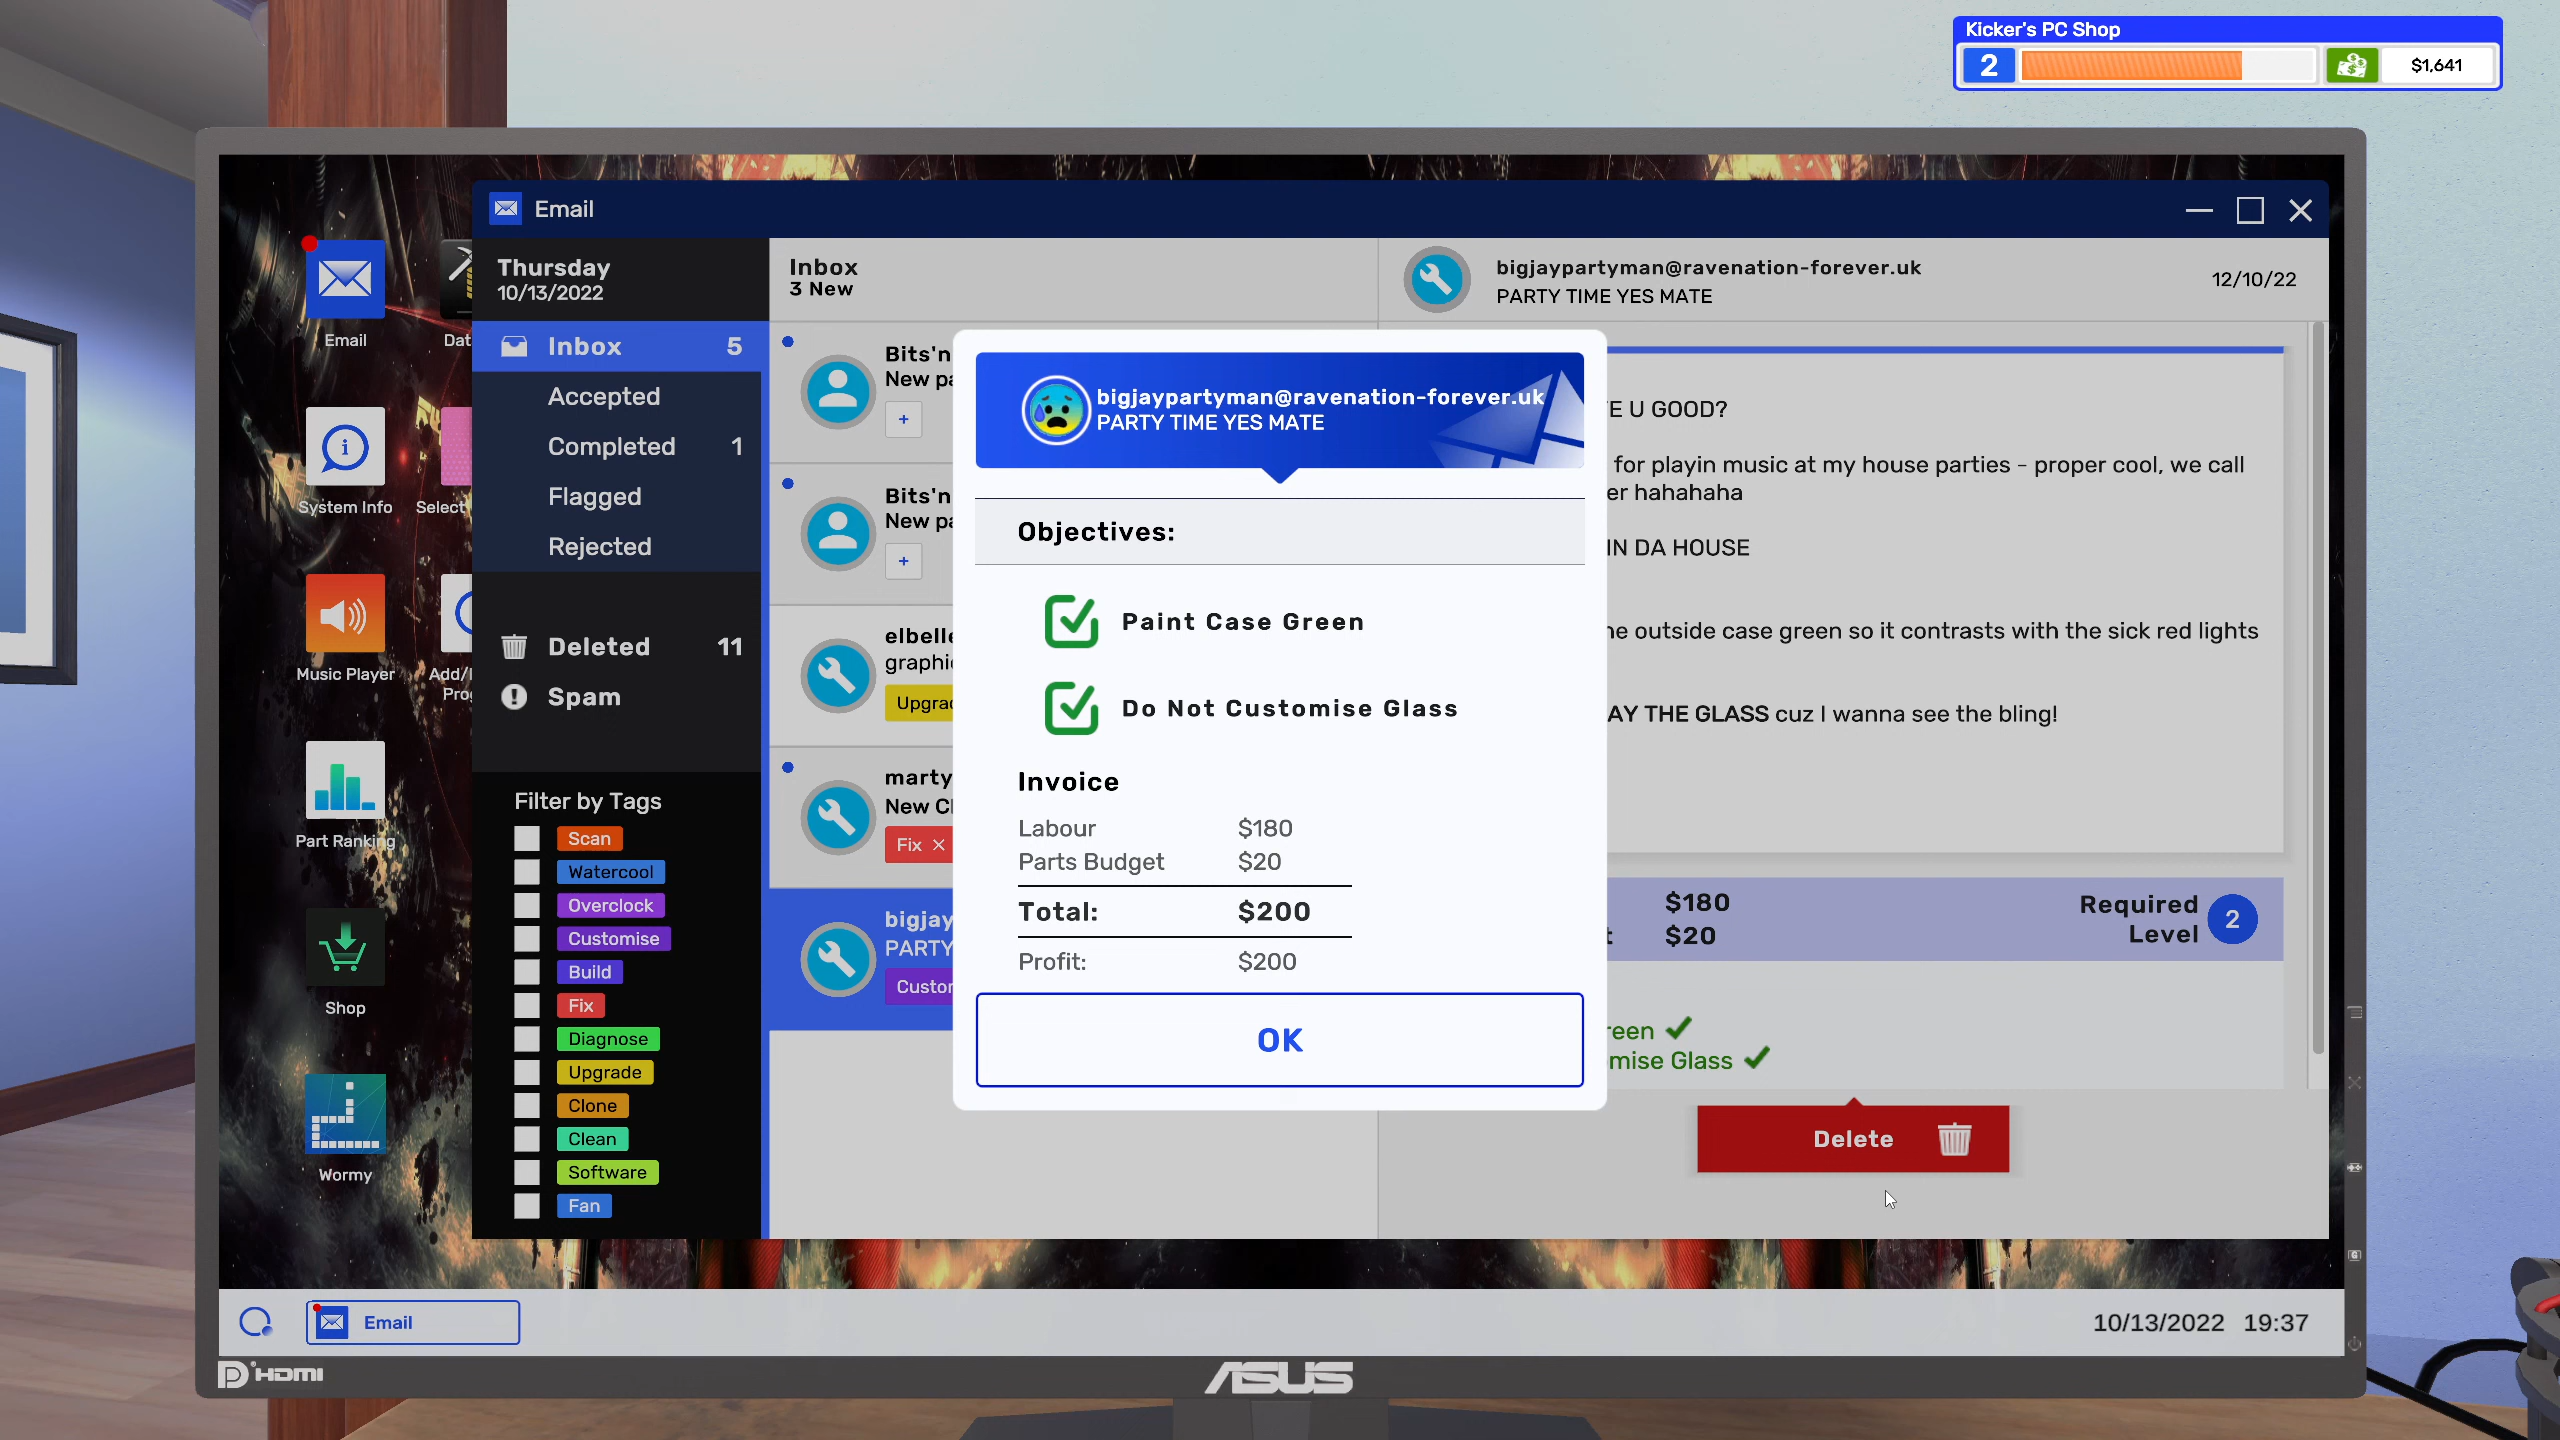 Kicker's PC Shop
2
$1,641
Email
Thursday
10/13/2022
Inbox
3 New
bigjaypartyman@ravenation-forever.uk
PARTY TIME YES MATE
12/10/22
Email
System Info
Select
Music Player
Part Ranking
Shop
Wormy
Inbox 5
Accepted
Completed 1
Flagged
Rejected
Deleted 11
Spam
Filter by Tags
Scan
Watercool
Overclock
Customise
Build
Fix
Diagnose
Upgrade
Clone
Clean
Software
Fan
Bits'n
New pa
+
Bits'n
New pa
+
elbelle
graphi
Upgra
marty
New C
Fix ×
bigjay
PARTY
Custo
bigjaypartyman@ravenation-forever.uk
PARTY TIME YES MATE
Objectives:
Paint Case Green
Do Not Customise Glass
Invoice
Labour $180
Parts Budget $20
Total: $200
Profit: $200
OK
E U GOOD?
for playin music at my house parties - proper cool, we call
er hahahaha
IN DA HOUSE
he outside case green so it contrasts with the sick red lights
AY THE GLASS cuz I wanna see the bling!
$180
t $20
Required
Level
2
reen
mise Glass
Delete
Email
10/13/2022 19:37
HDMI
ASUS